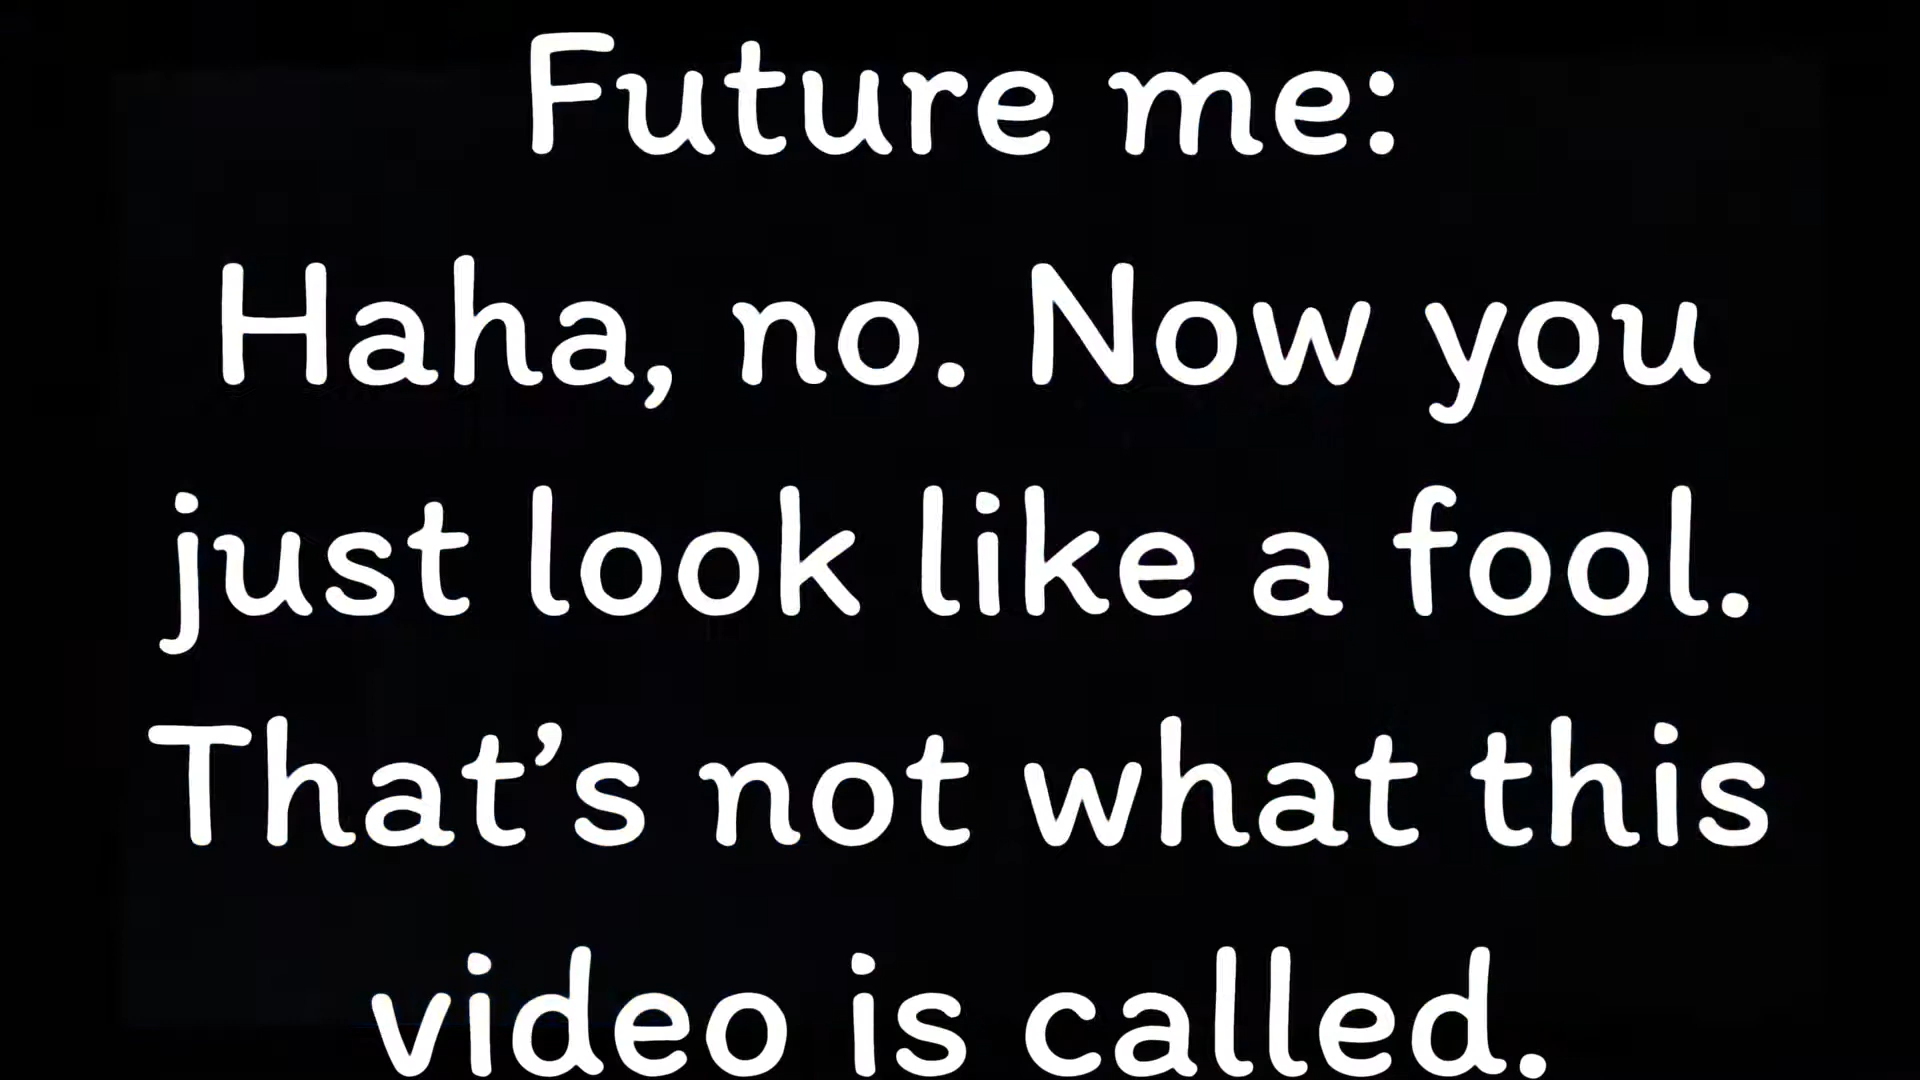 Future me:
Haha, no. Now you
just look like a fool.
That’s not what this
video is called.